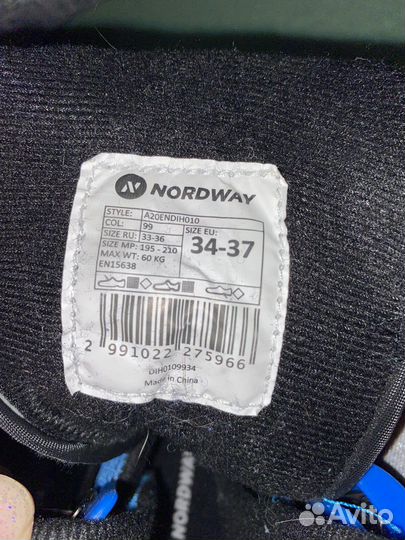 NORDWAY
STYLE: A20ENDIH010
COL: 99
SIZE RU: 33-36
SIZE MP: 195 - 210
MAX WT: 60 KG
EN15638
SIZE EU:
34-37
2 991022 275966
DIH0109934
Made in China
NORDWAY
Avito